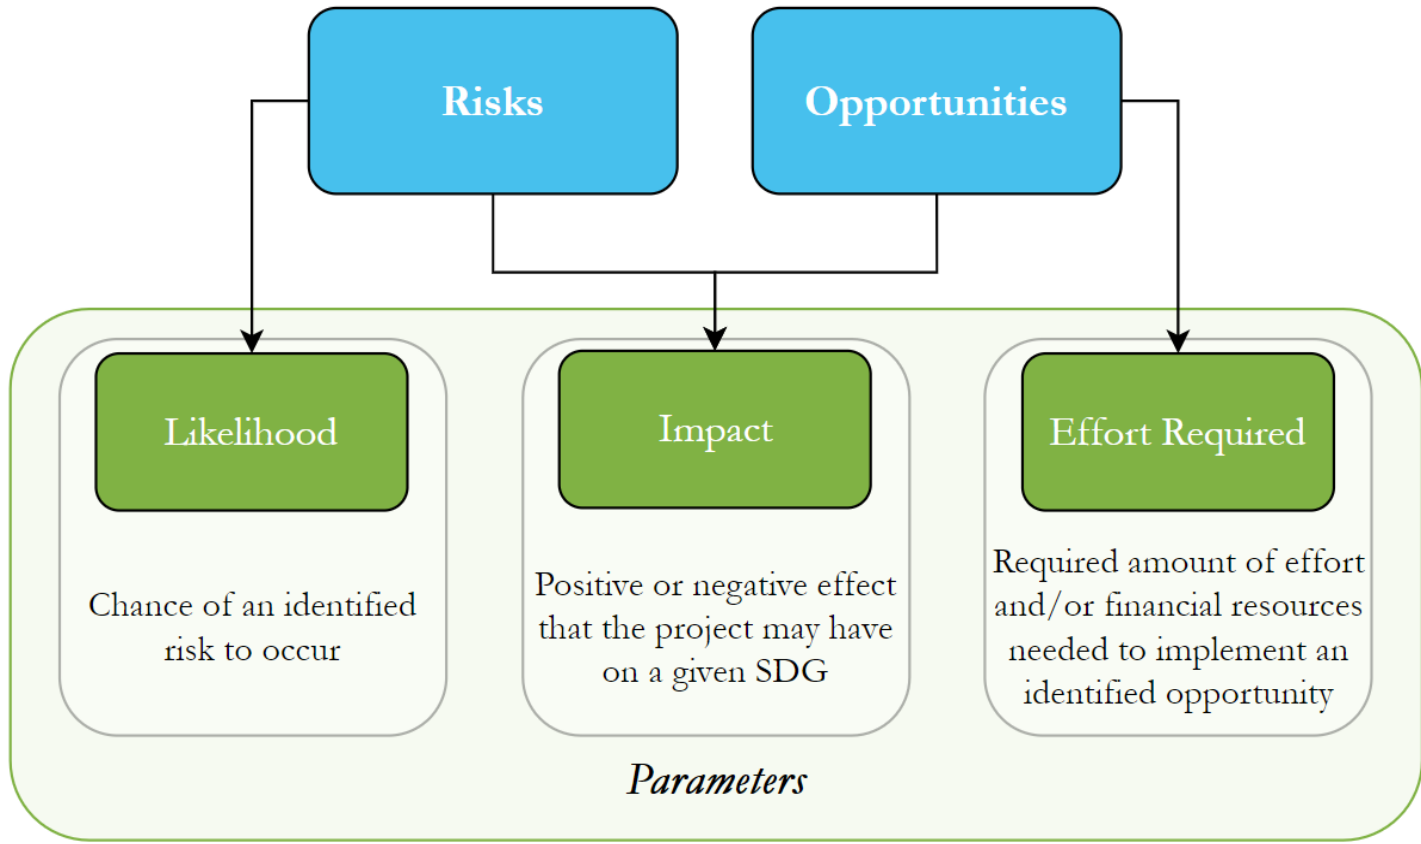 Risks
Opportunities
Likelihood
Impact
Effort Required
Chance of an identified
risk to occur
Positive or negative effect
that the project may have
on a given SDG
Required amount of effort
and/or financial resources
needed to implement an
identified opportunity
Parameters